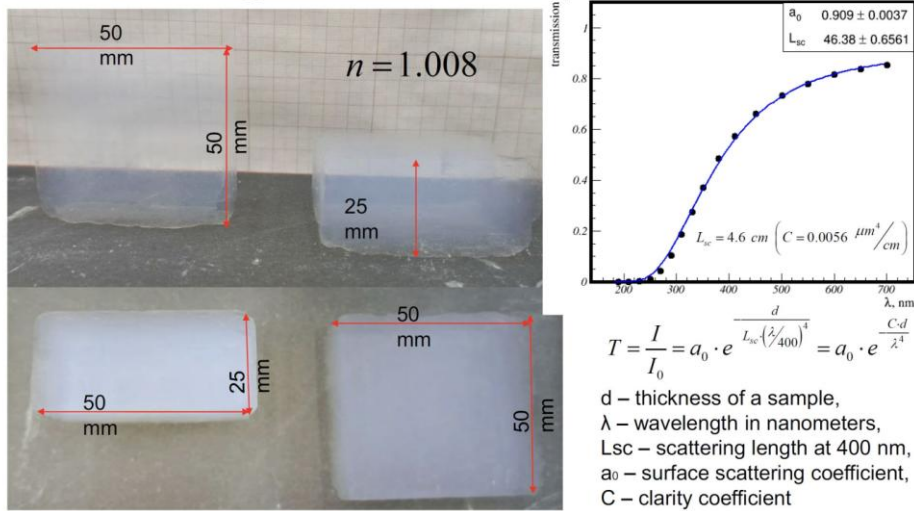 50
mm
n = 1.008
50
mm
25
mm
50
mm
25
mm
50
mm
50
mm
transmission
a₀ 0.909 ± 0.0037
Lsc 46.38 ± 0.6561
1
0.8
0.6
0.4
0.2
0
Lsc = 4.6 cm (C = 0.0056 μm⁴/cm)
200 300 400 500 600 700
λ, nm
T = I/I₀ = a₀ · e^(-d/(Lsc·(λ/400)⁴)) = a₀ · e^(-C·d/λ⁴)
d – thickness of a sample,
λ – wavelength in nanometers,
Lsc – scattering length at 400 nm,
a₀ – surface scattering coefficient,
C – clarity coefficient